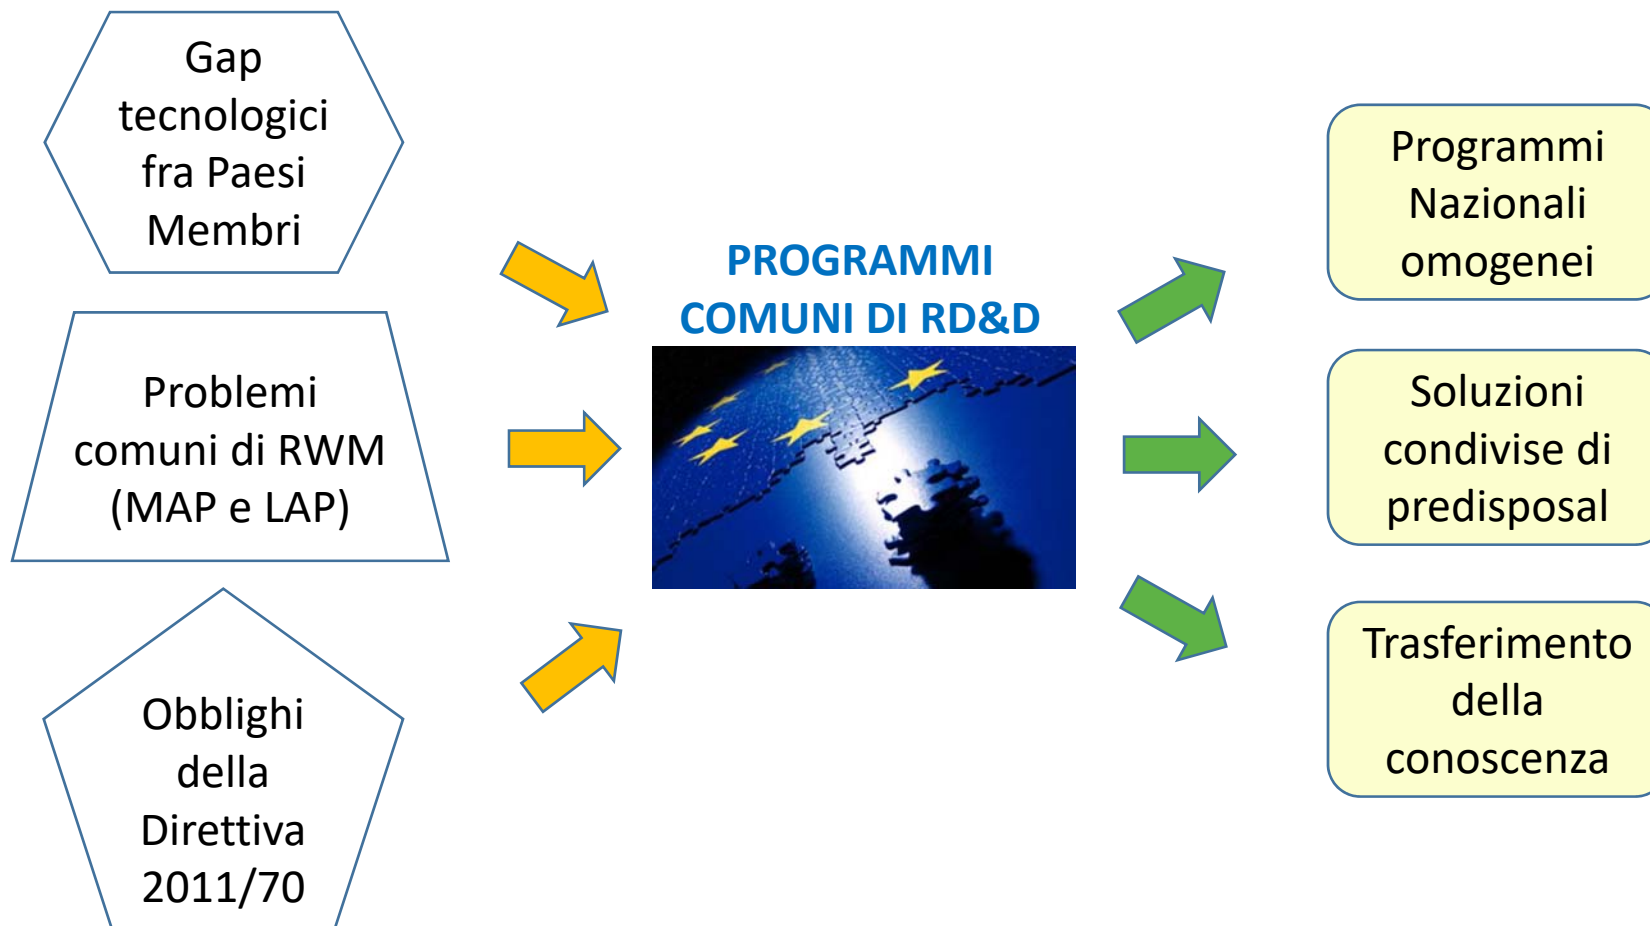 Gap
tecnologici
fra Paesi
Membri
Problemi
comuni di RWM
(MAP e LAP)
Obblighi
della
Direttiva
2011/70
PROGRAMMI
COMUNI DI RD&D
Programmi
Nazionali
omogenei
Soluzioni
condivise di
predisposal
Trasferimento
della
conoscenza